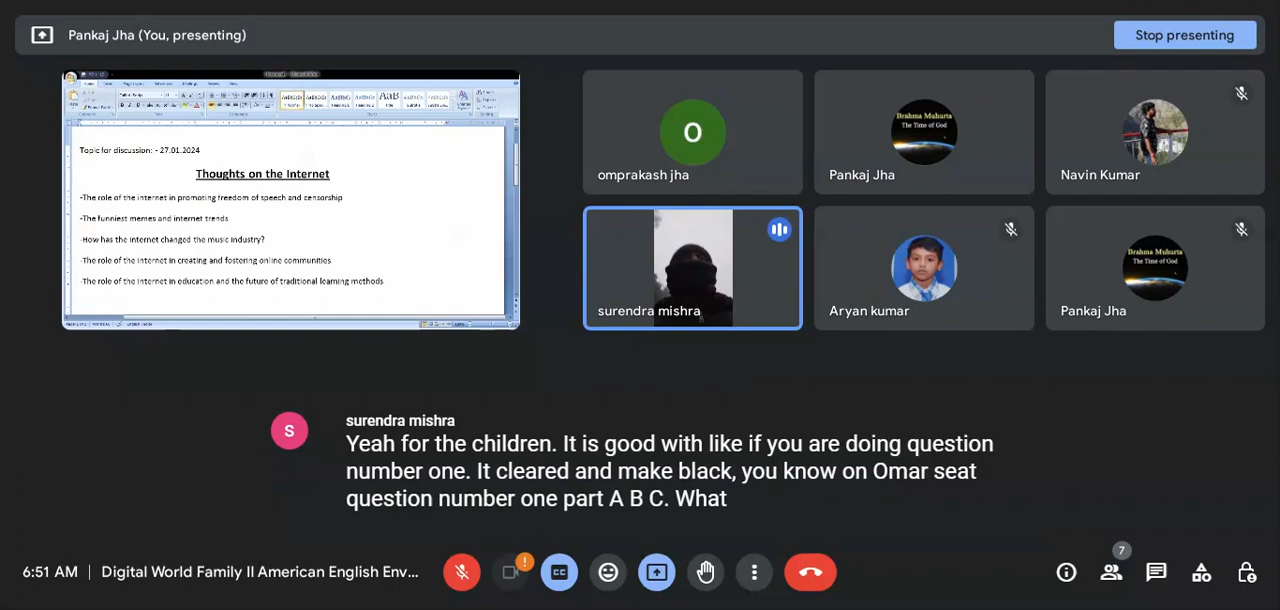 Pankaj Jha (You, presenting)
Stop presenting
Topic for discussion: - 27.01.2024
Thoughts on the Internet
-The role of the internet in promoting freedom of speech and censorship
-The funniest memes and internet trends
-How has the internet changed the music industry?
-The role of the internet in creating and fostering online communities
-The role of the internet in education and the future of traditional learning methods
O
omprakash jha
Brahma Muhurta
The Time of God
Pankaj Jha
Navin Kumar
surendra mishra
Aryan kumar
Brahma Muhurta
The Time of God
Pankaj Jha
S
surendra mishra
Yeah for the children. It is good with like if you are doing question
number one. It cleared and make black, you know on Omar seat
question number one part A B C. What
6:51 AM | Digital World Family II American English Env...
CC
7